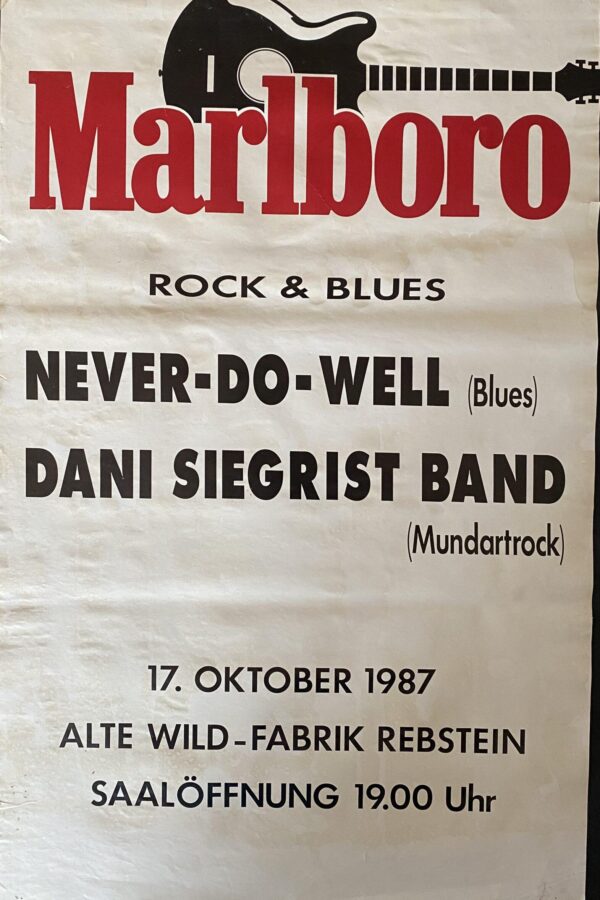 Marlboro
ROCK & BLUES
NEVER-DO-WELL (Blues)
DANI SIEGRIST BAND
(Mundartrock)
17. OKTOBER 1987
ALTE WILD-FABRIK REBSTEIN
SAALÖFFNUNG 19.00 Uhr